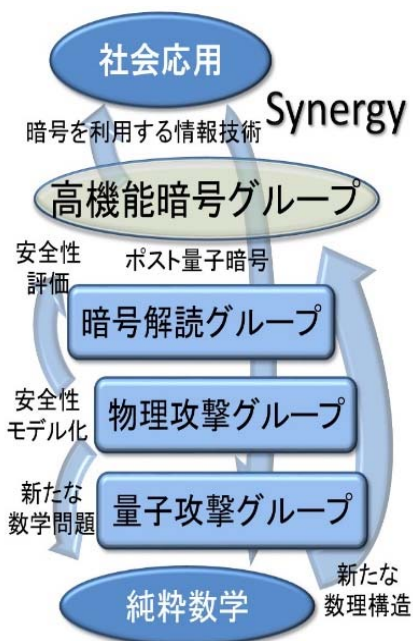 社会応用
Synergy
暗号を利用する情報技術
高機能暗号グループ
安全性
評価
ポスト量子暗号
暗号解読グループ
安全性
モデル化
物理攻撃グループ
新たな
数学問題
量子攻撃グループ
純粋数学
新たな
数理構造